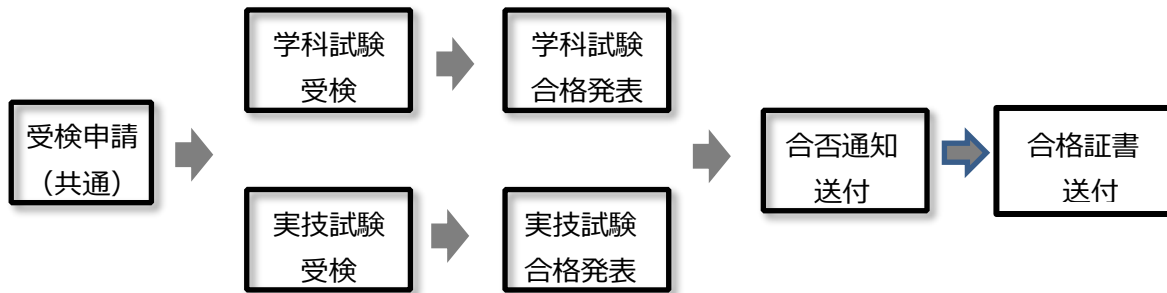 受検申請
（共通）
学科試験
受検
学科試験
合格発表
実技試験
受検
実技試験
合格発表
合否通知
送付
合格証書
送付